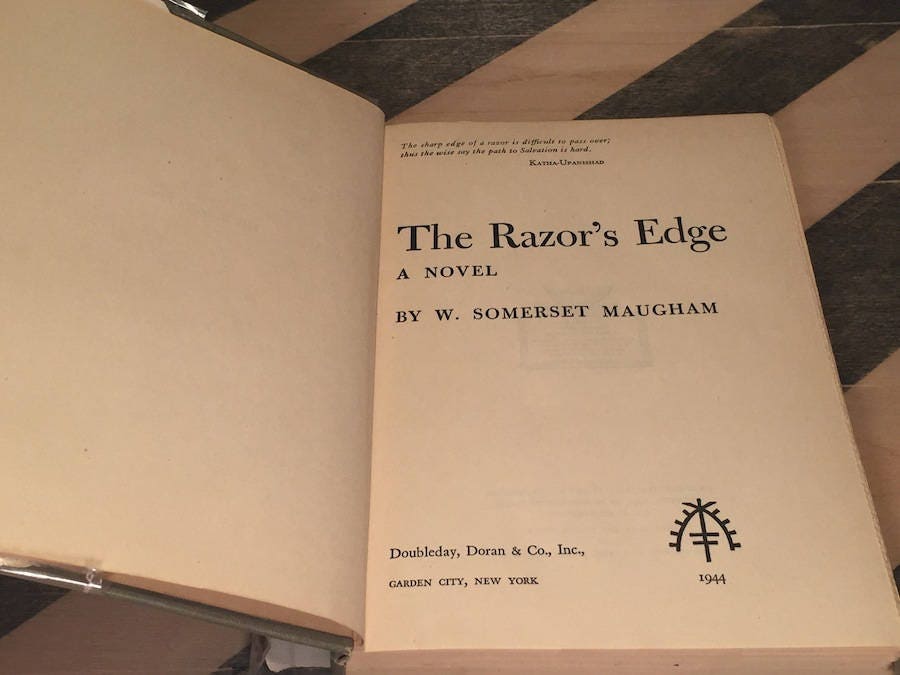 The sharp edge of a razor is difficult to pass over;
thus the wise say the path to Salvation is hard.
KATHA-UPANISHAD
The Razor's Edge
A NOVEL
BY W. SOMERSET MAUGHAM
Doubleday, Doran & Co., Inc.,
GARDEN CITY, NEW YORK
1944